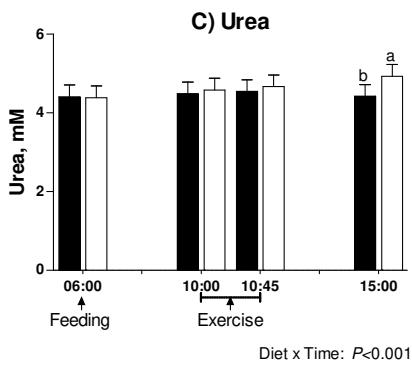 C) Urea
6
4
2
0
Urea, mM
b
a
06:00
10:00
10:45
15:00
Feeding
Exercise
Diet x Time: P<0.001